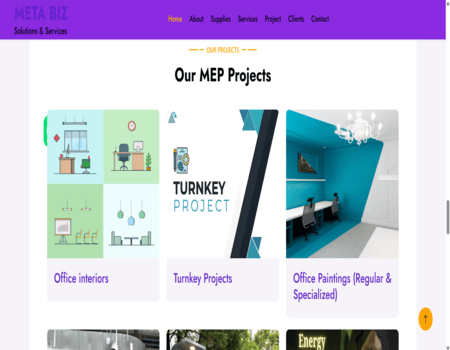 META BIZ
Solutions & Services
Home About Supplies Services Project Clients Contact
OUR PROJECTS
Our MEP Projects
TURNKEY
PROJECT
Office interiors
Turnkey Projects
Office Paintings (Regular &
Specialized)
Energy